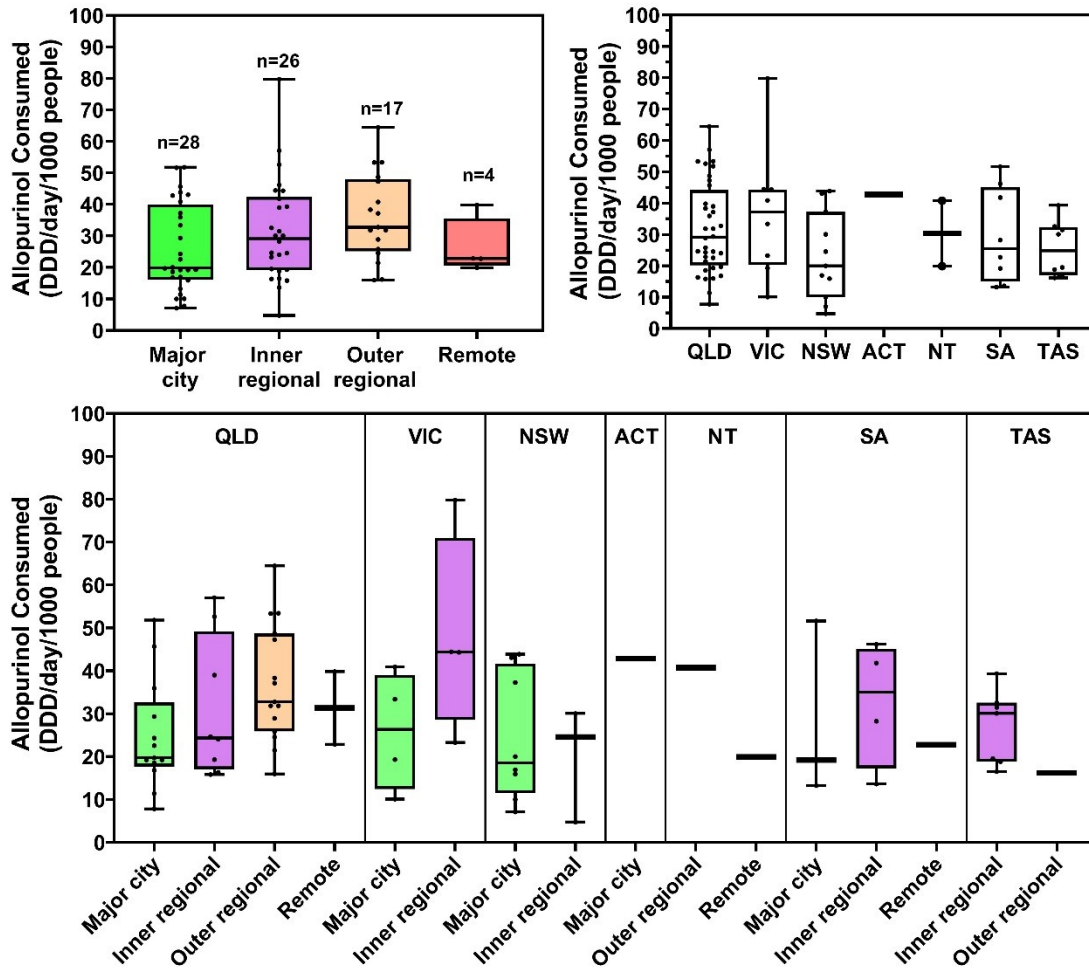 Allopurinol Consumed
(DDD/day/1000 people)
100
90
80
70
60
50
40
30
20
10
0
n=28
n=26
n=17
n=4
Major
city
Inner
regional
Outer
regional
Remote
Allopurinol Consumed
(DDD/day/1000 people)
100
90
80
70
60
50
40
30
20
10
0
QLD VIC NSW ACT NT SA TAS
Allopurinol Consumed
(DDD/day/1000 people)
100
90
80
70
60
50
40
30
20
10
0
QLD VIC NSW ACT NT SA TAS
Major city
Inner regional
Outer regional
Remote
Major city
Inner regional
Major city
Inner regional
Major city
Outer regional
Remote
Major city
Inner regional
Remote
Inner regional
Outer regional